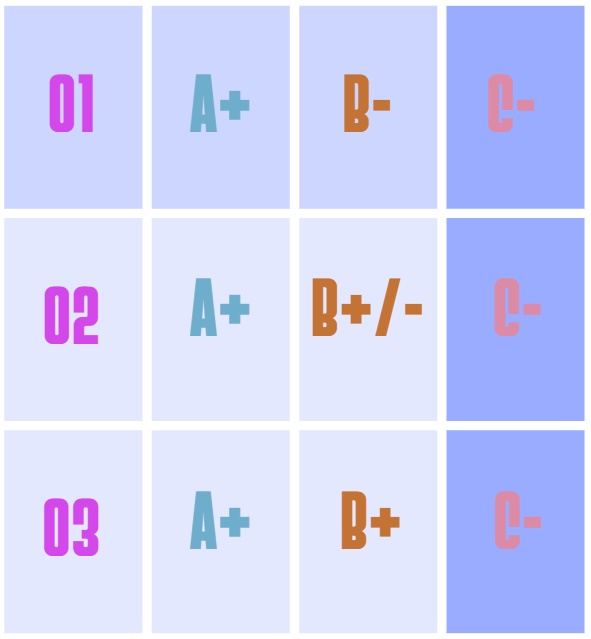 01 A+ B- C-
02 A+ B+/- C-
03 A+ B+ C-